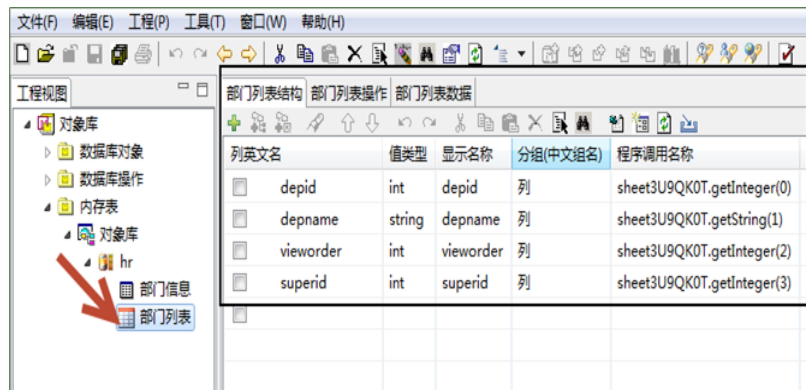 文件(F) 编辑(E) 工程(P) 工具(T) 窗口(W) 帮助(H)
工程视图
对象库
数据库对象
数据库操作
内存表
对象库
hr
部门信息
部门列表
部门列表结构 部门列表操作 部门列表数据
列英文名 值类型 显示名称 分组(中文组名) 程序调用名称
depid int depid 列 sheet3U9QK0T.getInteger(0)
depname string depname 列 sheet3U9QK0T.getString(1)
vieworder int vieworder 列 sheet3U9QK0T.getInteger(2)
superid int superid 列 sheet3U9QK0T.getInteger(3)